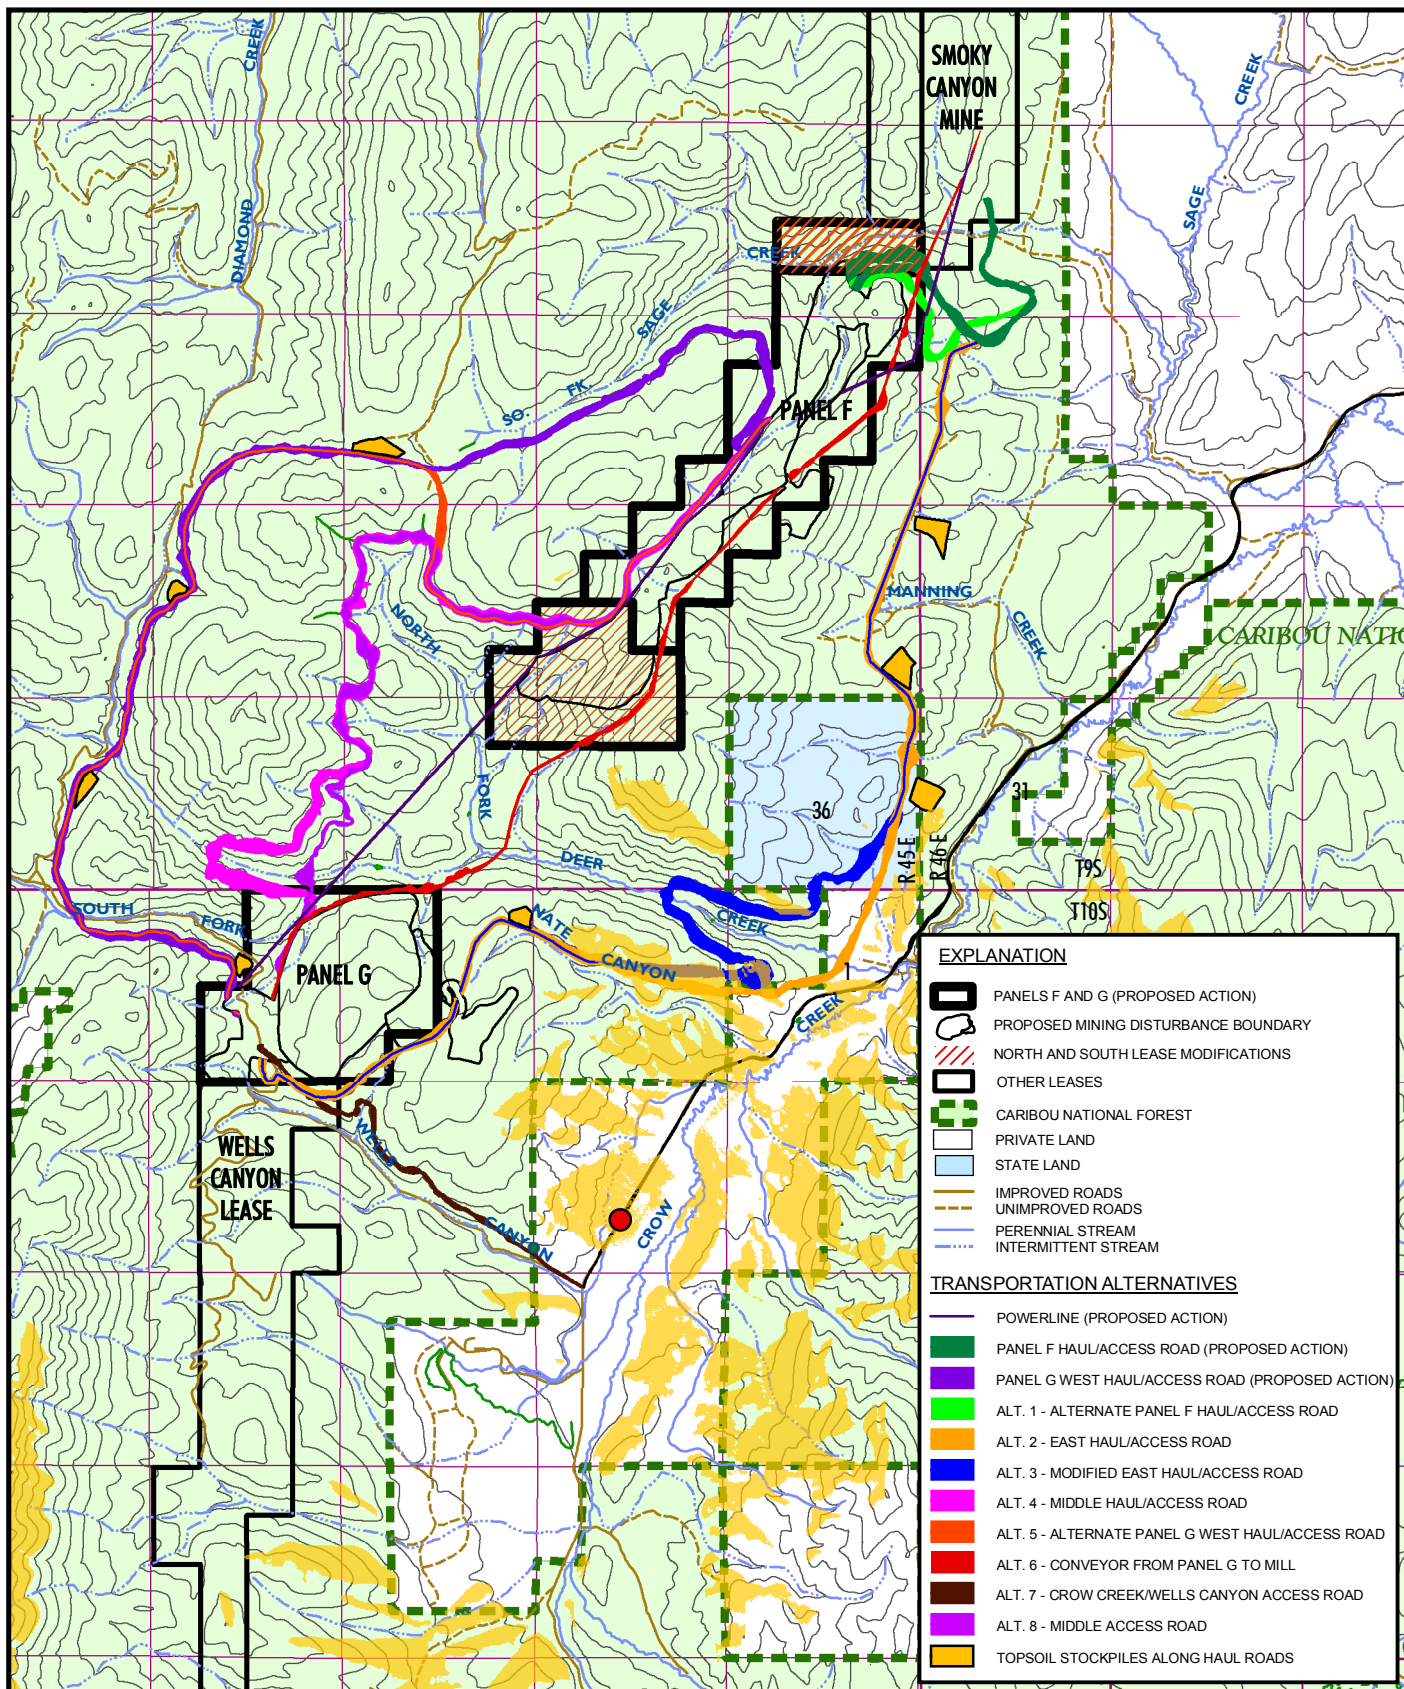 SMOKY
CANYON
MINE
CREEK
DIAMOND
CREEK
SAGE
CREEK
SAGE
SO. FK.
PANEL F
MANNING
CREEK
CARIBOU NATIO
NORTH
FORK
36
31
R 45 E
R 46 E
T9S
T10S
DEER
CREEK
SOUTH
FORK
NATE
CANYON
PANEL G
1
CREEK
CROW
WELLS
CANYON
WELLS
CANYON
LEASE
EXPLANATION
PANELS F AND G (PROPOSED ACTION)
PROPOSED MINING DISTURBANCE BOUNDARY
NORTH AND SOUTH LEASE MODIFICATIONS
OTHER LEASES
CARIBOU NATIONAL FOREST
PRIVATE LAND
STATE LAND
IMPROVED ROADS
UNIMPROVED ROADS
PERENNIAL STREAM
INTERMITTENT STREAM
TRANSPORTATION ALTERNATIVES
POWERLINE (PROPOSED ACTION)
PANEL F HAUL/ACCESS ROAD (PROPOSED ACTION)
PANEL G WEST HAUL/ACCESS ROAD (PROPOSED ACTION)
ALT. 1 - ALTERNATE PANEL F HAUL/ACCESS ROAD
ALT. 2 - EAST HAUL/ACCESS ROAD
ALT. 3 - MODIFIED EAST HAUL/ACCESS ROAD
ALT. 4 - MIDDLE HAUL/ACCESS ROAD
ALT. 5 - ALTERNATE PANEL G WEST HAUL/ACCESS ROAD
ALT. 6 - CONVEYOR FROM PANEL G TO MILL
ALT. 7 - CROW CREEK/WELLS CANYON ACCESS ROAD
ALT. 8 - MIDDLE ACCESS ROAD
TOPSOIL STOCKPILES ALONG HAUL ROADS